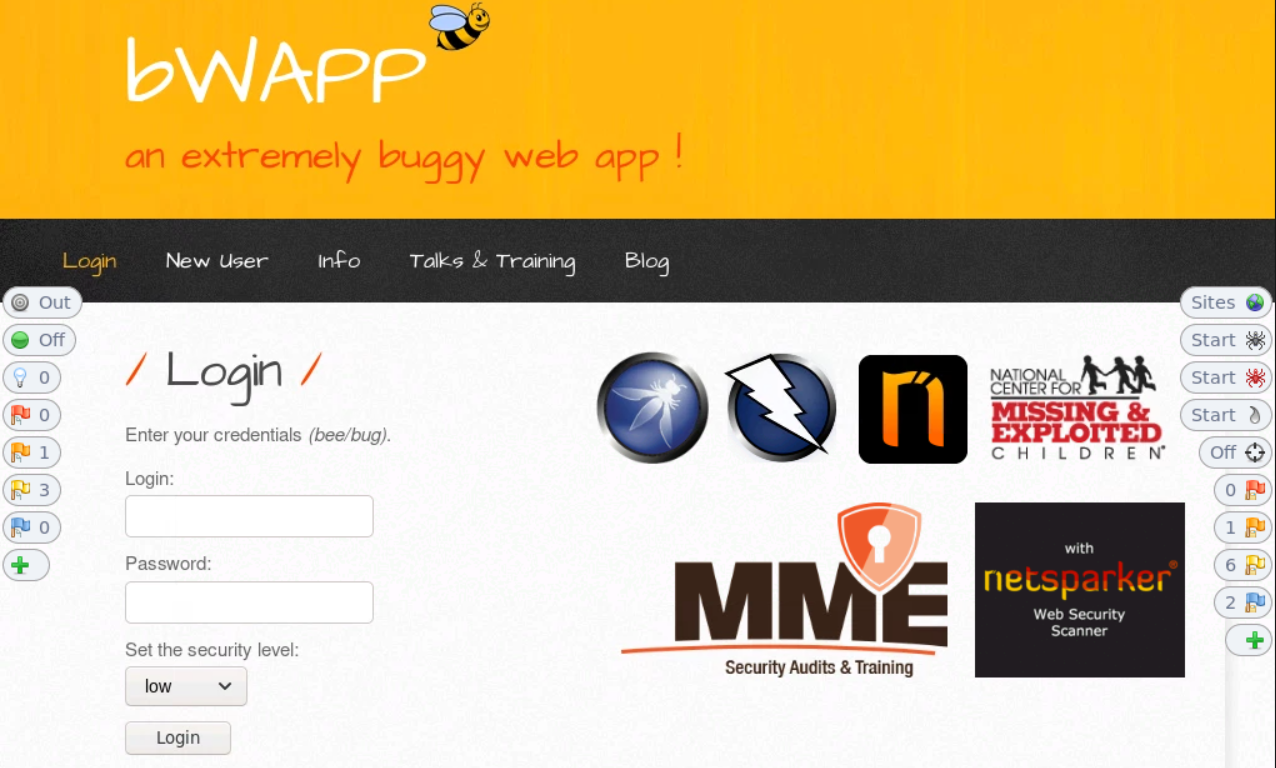 bWAPP
an extremely buggy web app !
Login
New User
Info
Talks & Training
Blog
Out
Off
0
0
1
3
0
Login
Enter your credentials (bee/bug).
Login:
Password:
Set the security level:
low
Login
n
NATIONAL
CENTER FOR
MISSING &
EXPLOITED
CHILDREN®
MME
Security Audits & Training
with
netsparker®
Web Security
Scanner
Sites
Start
Start
Start
Off
0
1
6
2